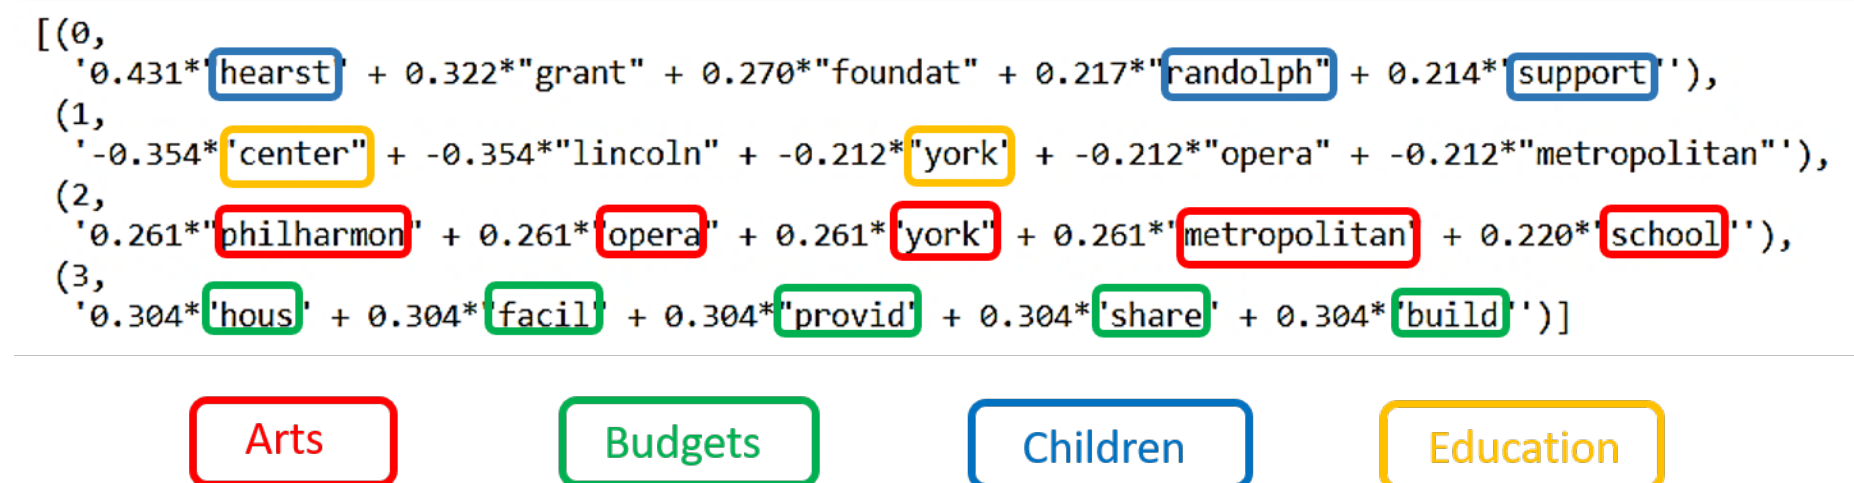 [(0,
'0.431*"hearst" + 0.322*"grant" + 0.270*"foundat" + 0.217*"randolph" + 0.214*"support"'),
(1,
'-0.354*"center" + -0.354*"lincoln" + -0.212*"york" + -0.212*"opera" + -0.212*"metropolitan"'),
(2,
'0.261*"philharmon" + 0.261*"opera" + 0.261*"york" + 0.261*"metropolitan" + 0.220*"school"'),
(3,
'0.304*"hous" + 0.304*"facil" + 0.304*"provid" + 0.304*"share" + 0.304*"build"')]
Arts Budgets Children Education